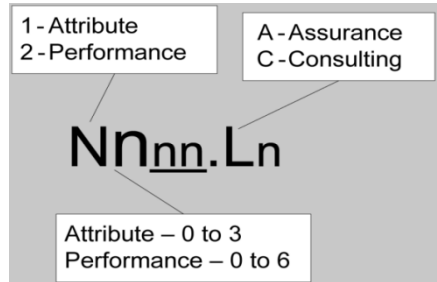 1-Attribute
2-Performance
A-Assurance
C-Consulting
Nnnn.Ln
Attribute – 0 to 3
Performance – 0 to 6